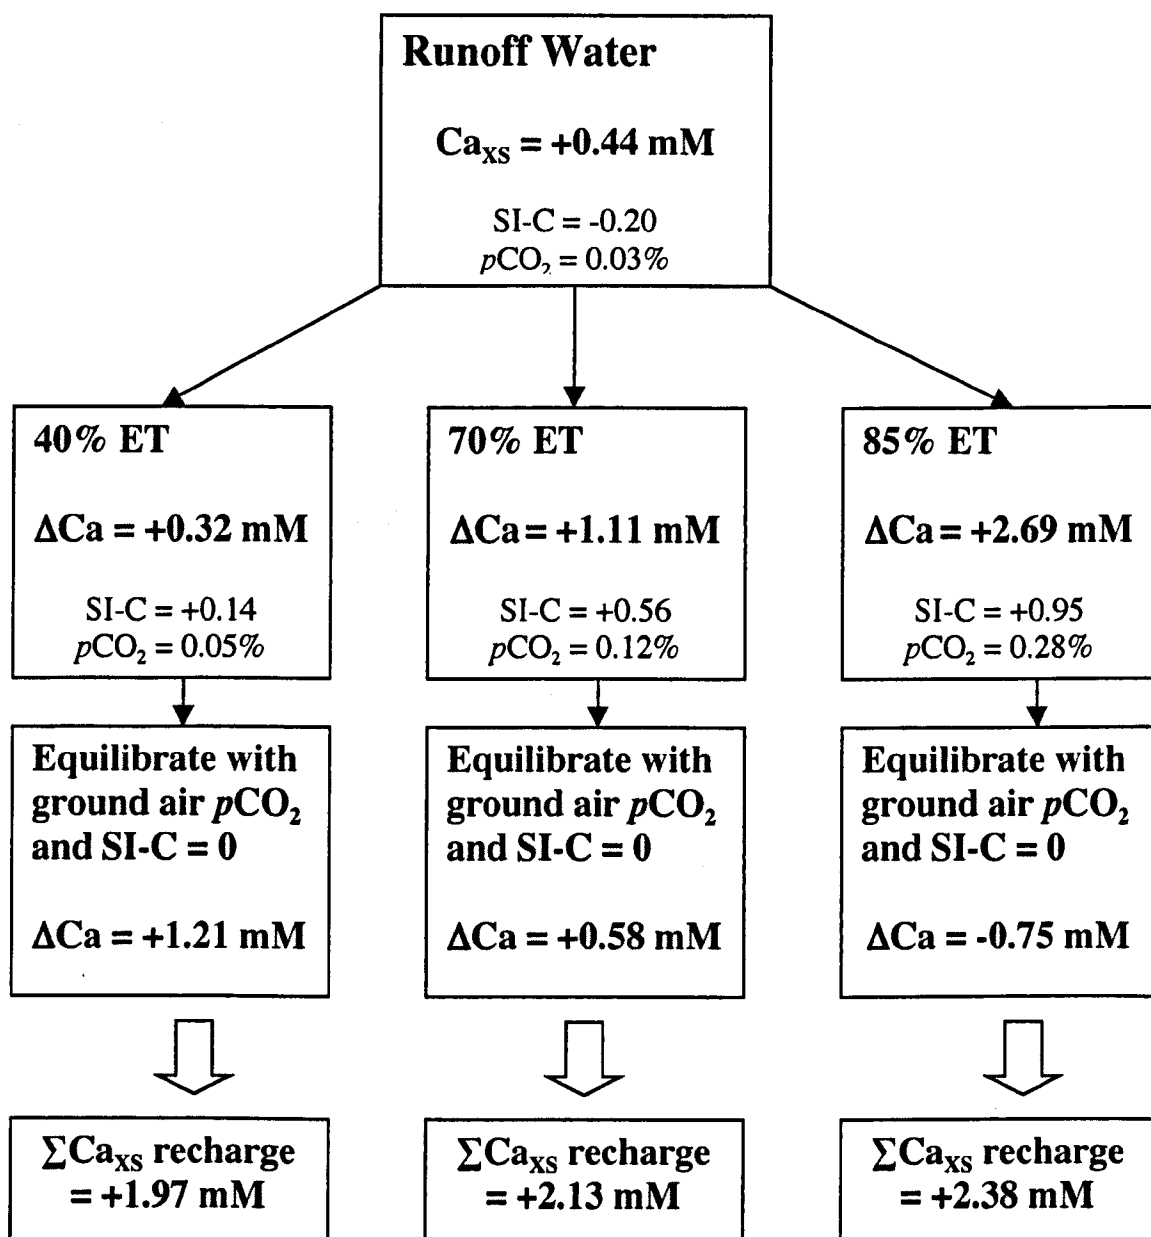 Runoff Water
CaXS = +0.44 mM
SI-C = -0.20
pCO2 = 0.03%
40% ET
ΔCa = +0.32 mM
SI-C = +0.14
pCO2 = 0.05%
70% ET
ΔCa = +1.11 mM
SI-C = +0.56
pCO2 = 0.12%
85% ET
ΔCa = +2.69 mM
SI-C = +0.95
pCO2 = 0.28%
Equilibrate with
ground air pCO2
and SI-C = 0
ΔCa = +1.21 mM
Equilibrate with
ground air pCO2
and SI-C = 0
ΔCa = +0.58 mM
Equilibrate with
ground air pCO2
and SI-C = 0
ΔCa = -0.75 mM
ΣCaXS recharge
= +1.97 mM
ΣCaXS recharge
= +2.13 mM
ΣCaXS recharge
= +2.38 mM